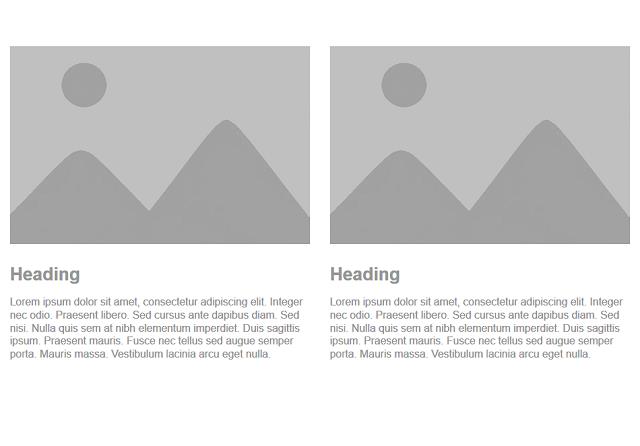 Heading
Lorem ipsum dolor sit amet, consectetur adipiscing elit. Integer
nec odio. Praesent libero. Sed cursus ante dapibus diam. Sed
nisi. Nulla quis sem at nibh elementum imperdiet. Duis sagittis
ipsum. Praesent mauris. Fusce nec tellus sed augue semper
porta. Mauris massa. Vestibulum lacinia arcu eget nulla.
Heading
Lorem ipsum dolor sit amet, consectetur adipiscing elit. Integer
nec odio. Praesent libero. Sed cursus ante dapibus diam. Sed
nisi. Nulla quis sem at nibh elementum imperdiet. Duis sagittis
ipsum. Praesent mauris. Fusce nec tellus sed augue semper
porta. Mauris massa. Vestibulum lacinia arcu eget nulla.